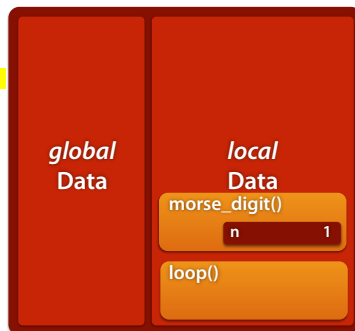 global
Data
local
Data
morse_digit()
n 1
loop()